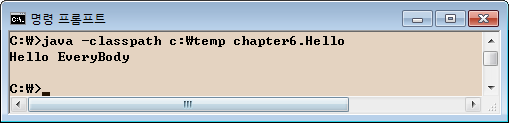 명령 프롬프트
C:₩>java -classpath c:₩temp chapter6.Hello
Hello EveryBody
C:₩>